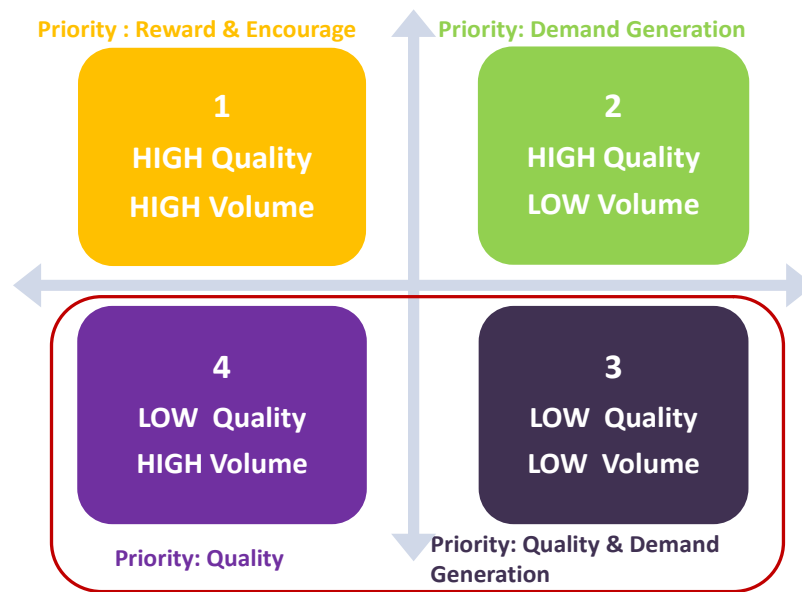 Priority : Reward & Encourage
Priority: Demand Generation
1
HIGH Quality
HIGH Volume
2
HIGH Quality
LOW Volume
4
LOW  Quality
HIGH Volume
3
LOW  Quality
LOW  Volume
Priority: Quality
Priority: Quality & Demand
Generation